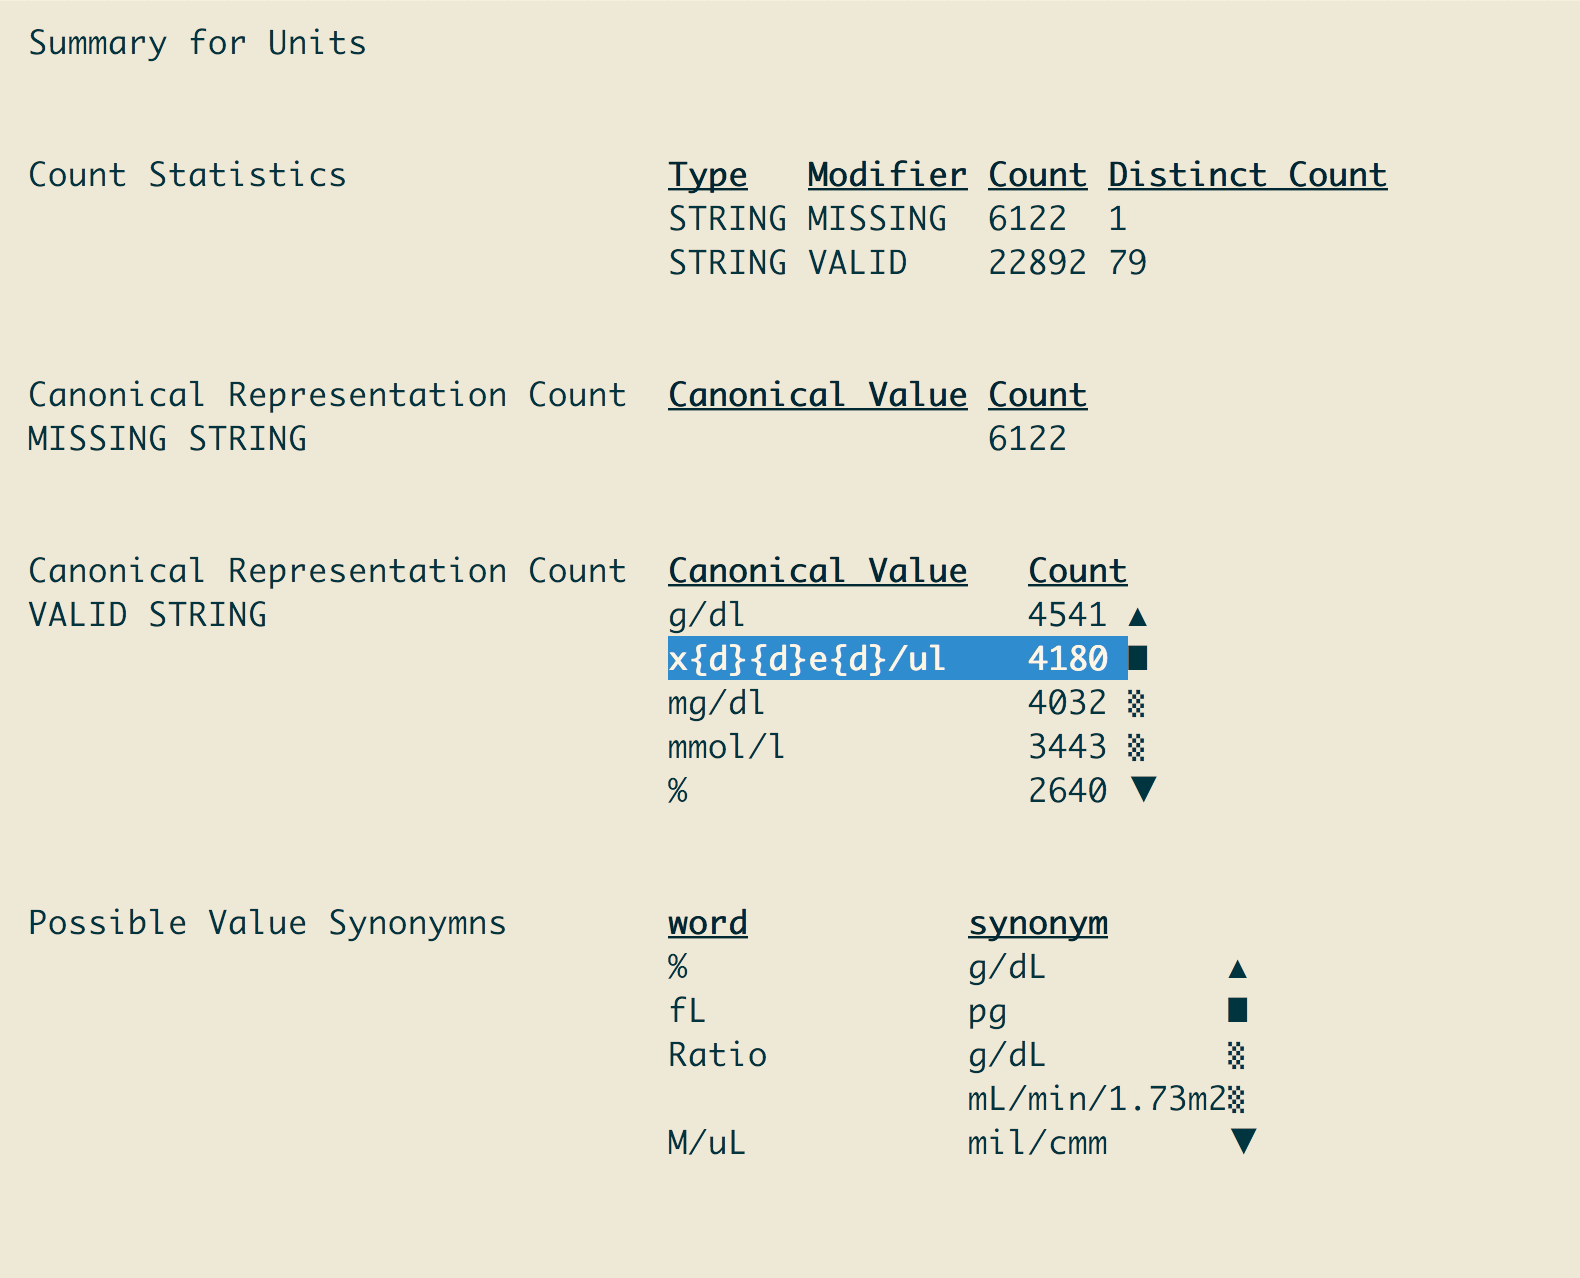 Summary for Units
Count Statistics Type Modifier Count Distinct Count
STRING MISSING 6122 1
STRING VALID 22892 79
Canonical Representation Count Canonical Value Count
MISSING STRING 6122
Canonical Representation Count Canonical Value Count
VALID STRING g/dl 4541
x{d}{d}e{d}/ul 4180
mg/dl 4032
mmol/l 3443
% 2640
Possible Value Synonymns word synonym
% g/dL
fL pg
Ratio g/dL
mL/min/1.73m2
M/uL mil/cmm